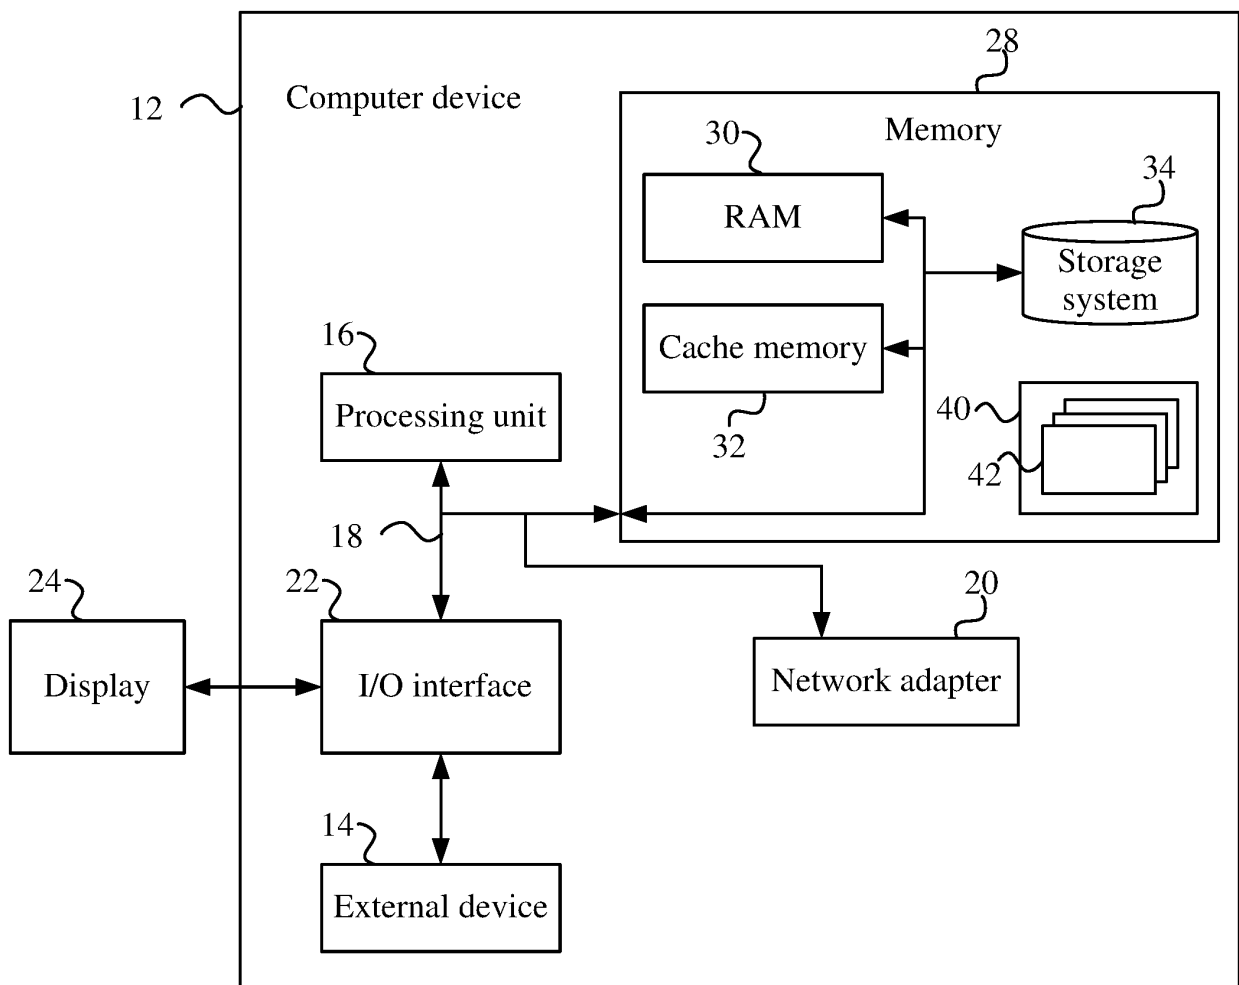 28
12
Computer device
Memory
30
34
RAM
Storage
system
16
Cache memory
40
Processing unit
32
42
18
24
22
20
Display
I/O interface
Network adapter
14
External device